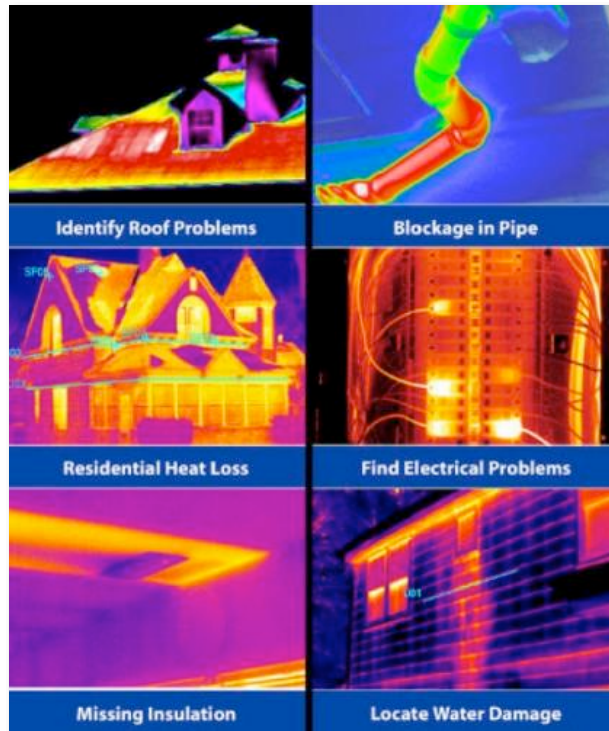 Identify Roof Problems
Blockage in Pipe
Residential Heat Loss
Find Electrical Problems
Missing Insulation
Locate Water Damage